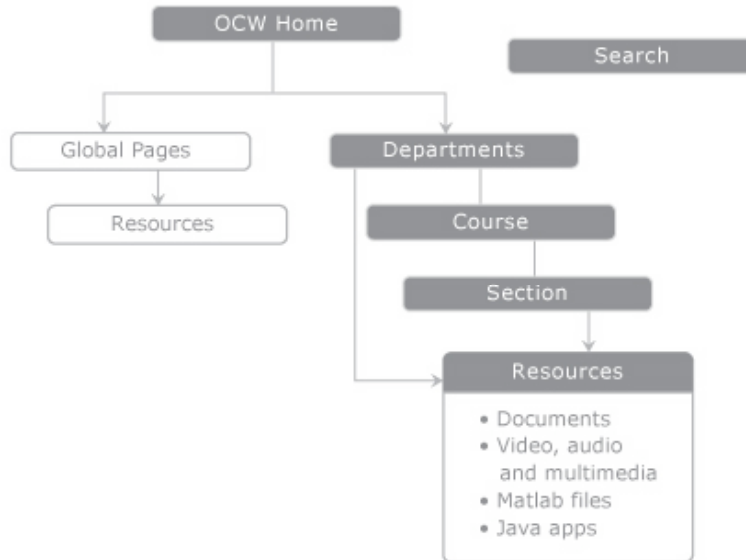 OCW Home
Search
Global Pages
Departments
Resources
Course
Section
Resources
• Documents
• Video, audio
and multimedia
• Matlab files
• Java apps